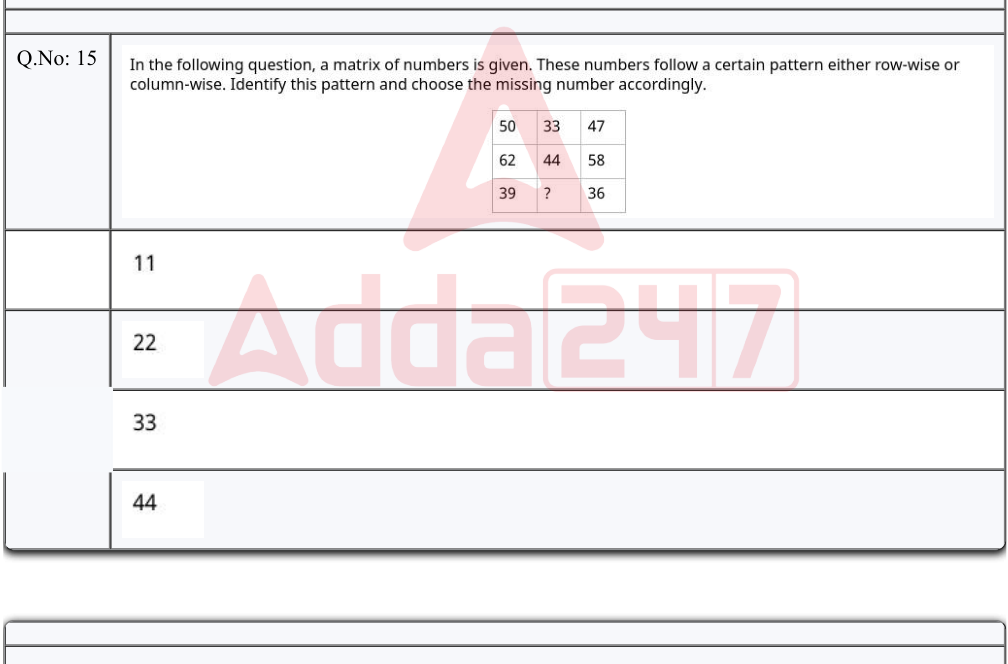 Q.No: 15
In the following question, a matrix of numbers is given. These numbers follow a certain pattern either row-wise or
column-wise. Identify this pattern and choose the missing number accordingly.
50 33 47
62 44 58
39 ? 36
11
Adda247
22
33
44